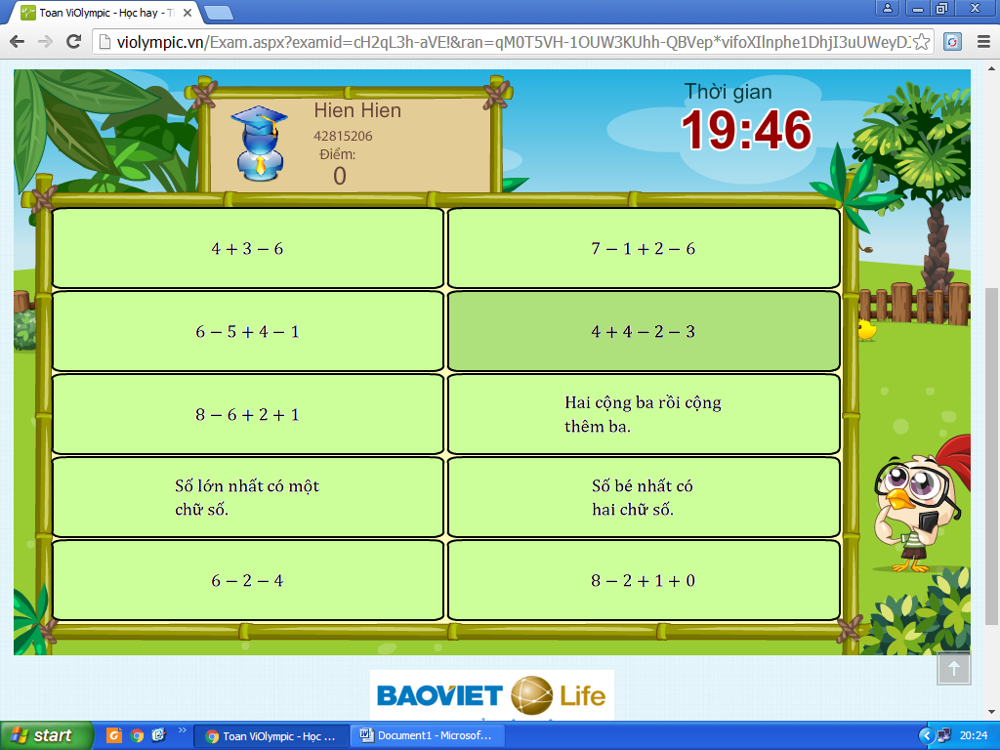 Toan ViOlympic - Học hay - T
violympic.vn/Exam.aspx?examid=cH2qL3h-aVE!&ran=qM0T5VH-1OUW3KUhh-QBVep*vifoXIlnphe1DhjI3uUWeyD
Hien Hien
42815206
Điểm:
0
Thời gian
19:46
4 + 3 − 6
7 − 1 + 2 − 6
6 − 5 + 4 − 1
4 + 4 − 2 − 3
8 − 6 + 2 + 1
Hai cộng ba rồi cộng
thêm ba.
Số lớn nhất có một
chữ số.
Số bé nhất có
hai chữ số.
6 − 2 − 4
8 − 2 + 1 + 0
BAOVIET Life
start
Toan ViOlympic - Học ...
Document1 - Microsof...
20:24